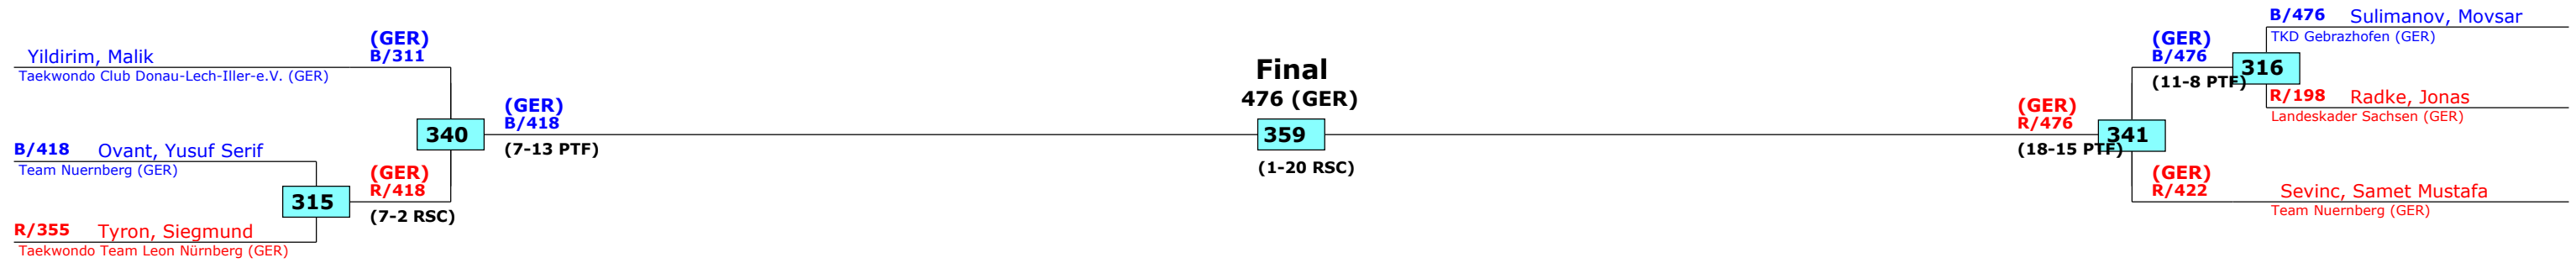 Yildirim, Malik
Taekwondo Club Donau-Lech-Iller-e.V. (GER)
(GER)
B/311
B/418 Ovant, Yusuf Serif
Team Nuernberg (GER)
R/355 Tyron, Siegmund
Taekwondo Team Leon Nürnberg (GER)
315
(GER)
R/418
(7-2 RSC)
340
(GER)
B/418
(7-13 PTF)
Final
476 (GER)
359
(1-20 RSC)
(GER)
R/476
(18-15 PTF)
341
(GER)
B/476
(11-8 PTF)
316
B/476 Sulimanov, Movsar
TKD Gebrazhofen (GER)
R/198 Radke, Jonas
Landeskader Sachsen (GER)
(GER)
R/422
Sevinc, Samet Mustafa
Team Nuernberg (GER)